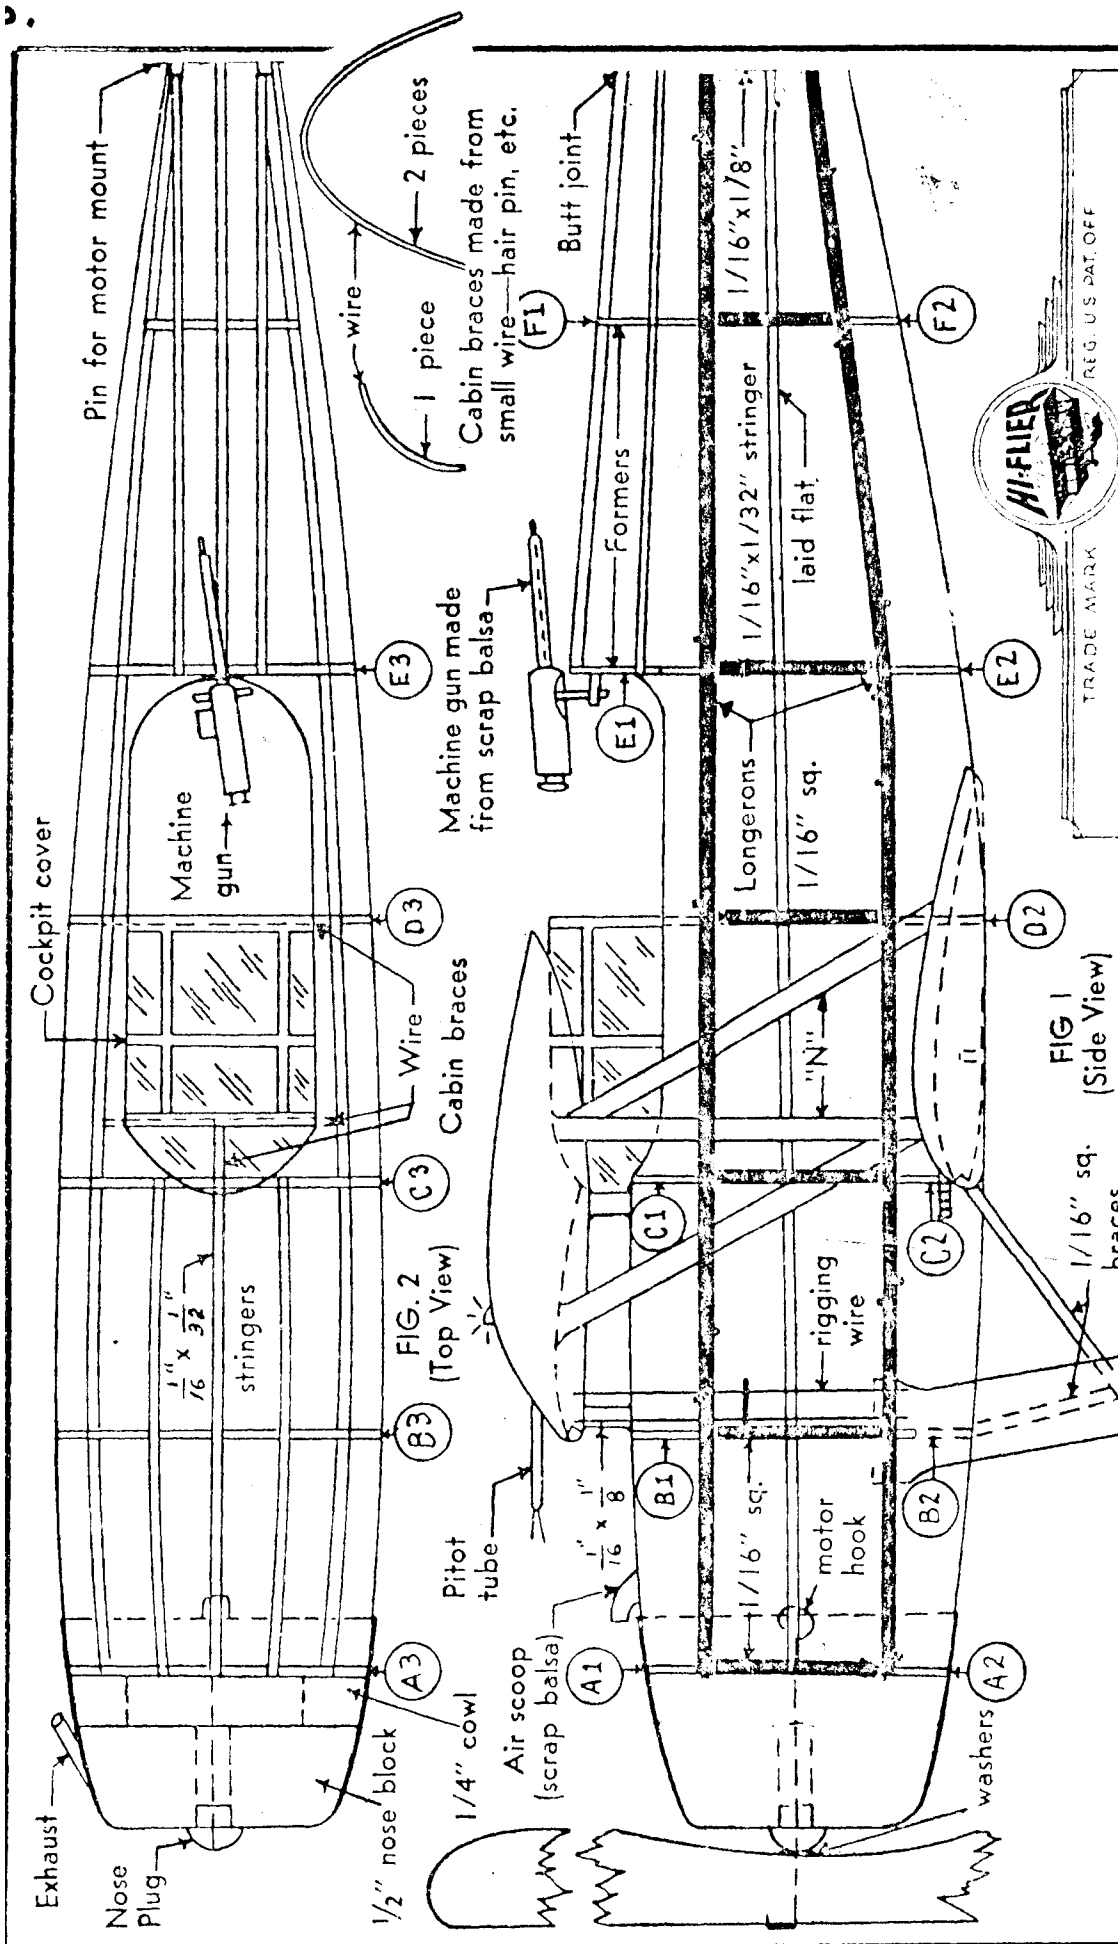 Exhaust
Nose
Plug
1/2" nose block
1/4" cowl
A3
B3
1/16" x 1/32"
stringers
FIG. 2
(Top View)
C3
Cockpit cover
Wire
Cabin braces
D3
Machine
gun
E3
Pin for motor mount
wire
1 piece
2 pieces
Cabin braces made from
small wire—hair pin, etc.
Air scoop
(scrap balsa)
Pitot
tube
1/16" x 1/8"
A1
B1
C1
Machine gun made
from scrap balsa
E1
Formers
F1
Butt joint
1/16" sq.
motor
hook
rigging
wire
"N"
Longerons
1/16" sq.
1/16"x1/32" stringer
laid flat
1/16"x1/8"
washers
A2
B2
C2
D2
E2
F2
1/16" sq.
braces
FIG 1
(Side View)
HI-FLIER
TRADE MARK REG. U.S. PAT. OFF